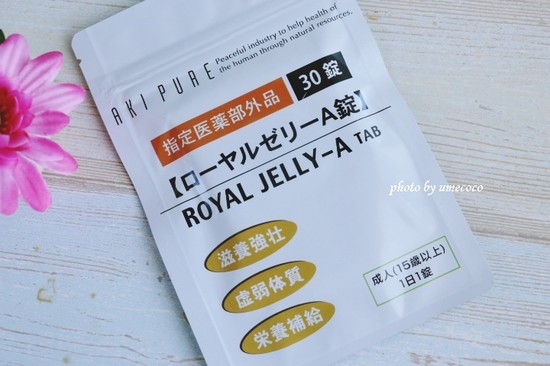 AKI PURE
Peaceful industry to help health of
the human through natural resources.
指定医薬部外品
30錠
【ローヤルゼリーA錠】
ROYAL JELLY-A TAB
滋養強壮
虚弱体質
栄養補給
成人(15歳以上)
1日1錠
photo by umecoco